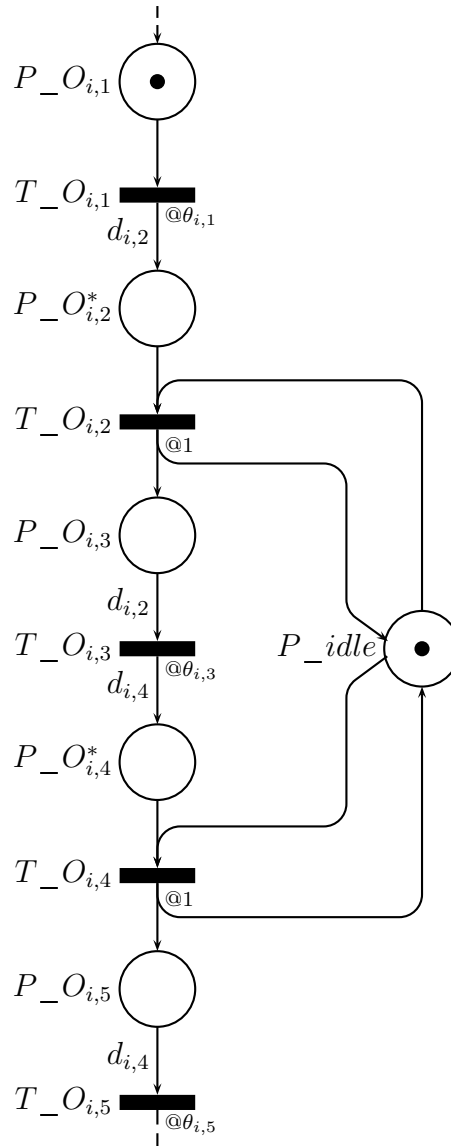 P_O_{i,1}
T_O_{i,1}
@θ_{i,1}
d_{i,2}
P_O^*_{i,2}
T_O_{i,2}
@1
P_O_{i,3}
d_{i,2}
T_O_{i,3}
@θ_{i,3}
P_idle
d_{i,4}
P_O^*_{i,4}
T_O_{i,4}
@1
P_O_{i,5}
d_{i,4}
T_O_{i,5}
@θ_{i,5}